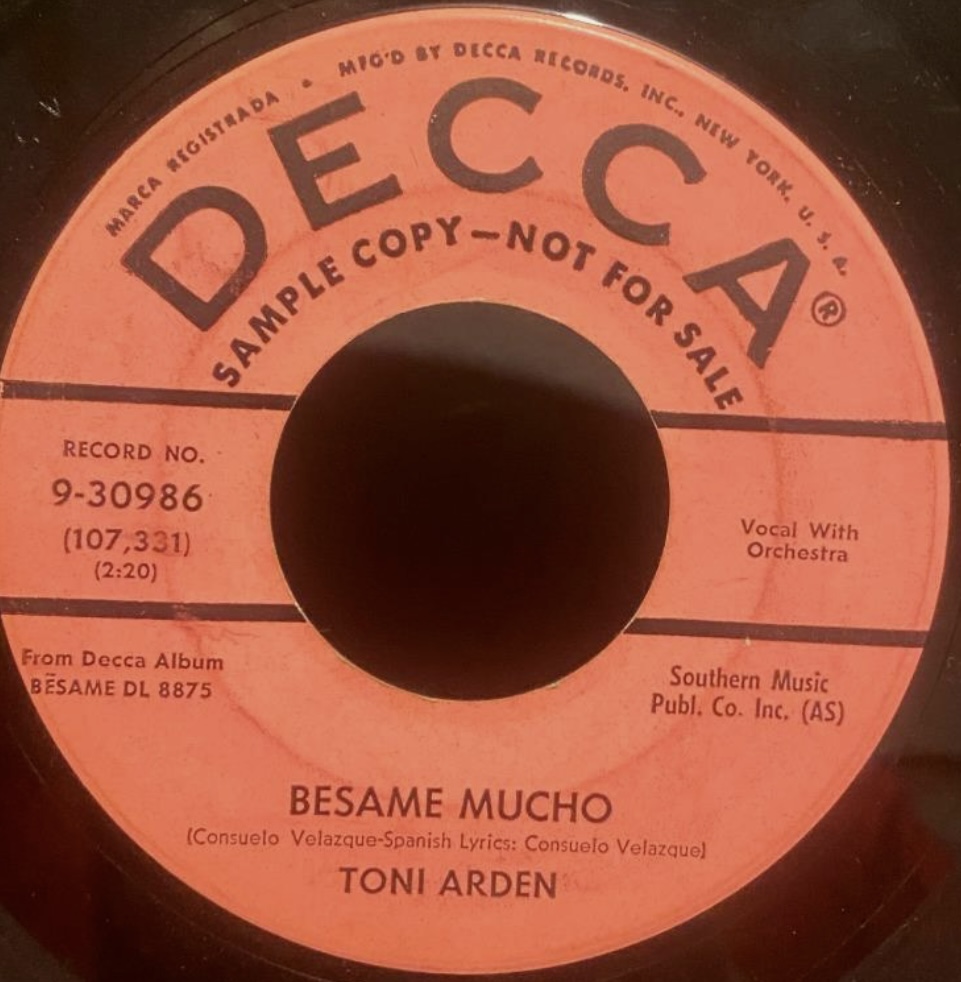 MARCA REGISTRADA • MFG'D BY DECCA RECORDS, INC., NEW YORK, U. S. A.
DECCA®
SAMPLE COPY—NOT FOR SALE
RECORD NO.
9-30986
(107,331)
(2:20)
Vocal With
Orchestra
From Decca Album
BESAME DL 8875
Southern Music
Publ. Co. Inc. (AS)
BESAME MUCHO
(Consuelo Velazque-Spanish Lyrics: Consuelo Velazque)
TONI ARDEN